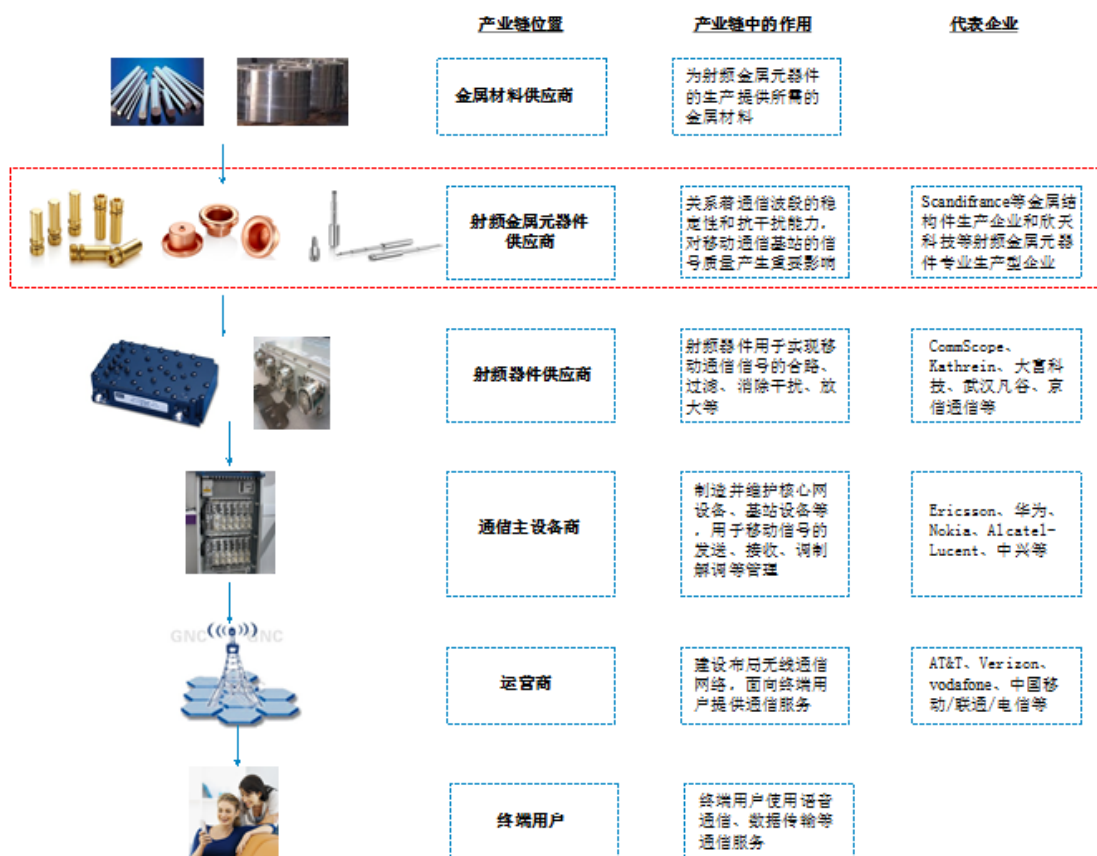 产业链位置
产业链中的作用
代表企业
金属材料供应商
为射频金属元器件
的生产提供所需的
金属材料
射频金属元器件
供应商
关系着通信波段的稳
定性和抗干扰能力，
对移动通信基站的信
号质量产生重要影响
Scandifrance等金属结
构件生产企业和欣天
科技等射频金属元器
件专业生产型企业
射频器件供应商
射频器件用于实现移
动通信信号的合路、
过滤、消除干扰、放
大等
CommScope、
Kathrein、大富科
技、武汉凡谷、京
信通信等
通信主设备商
制造并维护核心网
设备、基站设备等
，用于移动信号的
发送、接收、调制
解调等管理
Ericsson、华为、
Nokia、Alcatel-
Lucent、中兴等
GNC GNC
运营商
建设布局无线通信
网络，面向终端用
户提供通信服务
AT&T、Verizon、
vodafone、中国移
动/联通/电信等
终端用户
终端用户使用语音
通信、数据传输等
通信服务